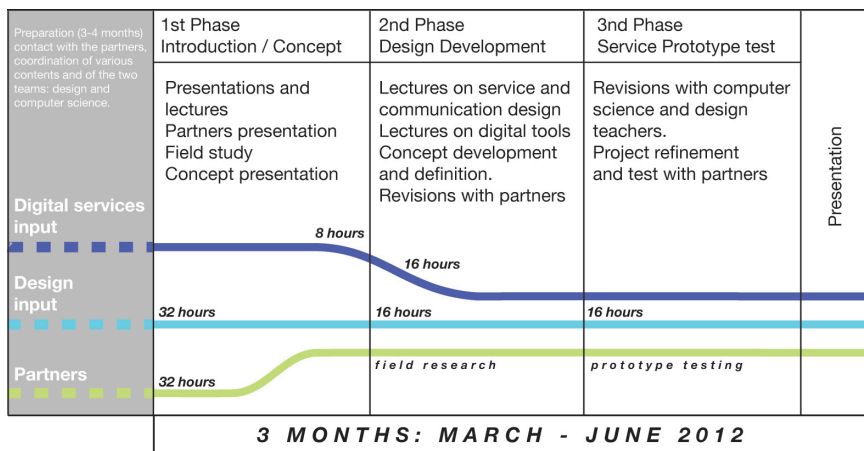 Preparation (3-4 months)
contact with the partners,
coordination of various
contents and of the two
teams: design and
computer science.
1st Phase
Introduction / Concept
2nd Phase
Design Development
3nd Phase
Service Prototype test
Presentations and
lectures
Partners presentation
Field study
Concept presentation
Lectures on service and
communication design
Lectures on digital tools
Concept development
and definition.
Revisions with partners
Revisions with computer
science and design
teachers.
Project refinement
and test with partners
Presentation
Digital services
input
8 hours
16 hours
Design
input
32 hours
16 hours
16 hours
Partners
32 hours
field research
prototype testing
3 MONTHS: MARCH - JUNE 2012